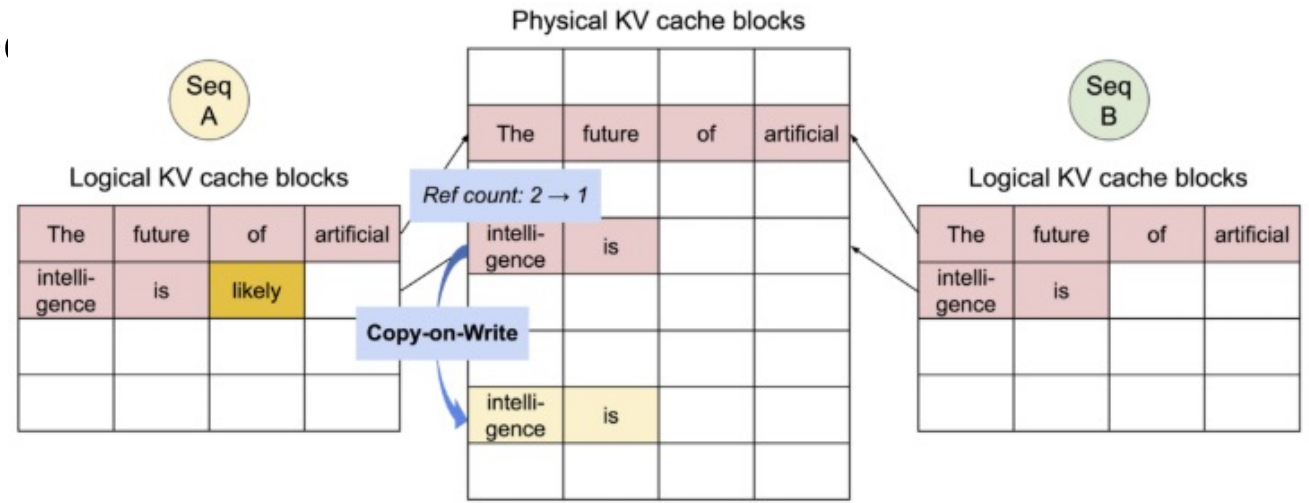 Physical KV cache blocks
Seq
A
Logical KV cache blocks
The future of artificial
intelli-
gence is likely
The future of artificial
Ref count: 2 → 1
intelli-
gence is
Copy-on-Write
intelli-
gence is
Seq
B
Logical KV cache blocks
The future of artificial
intelli-
gence is